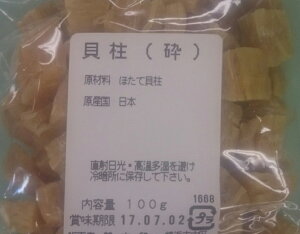 貝柱（砕）
原材料 ほたて貝柱
原産国 日本
直射日光・高温多湿を避け
冷暗所に保存して下さい。
1668
内容量 100g
賞味期限 17.07.02